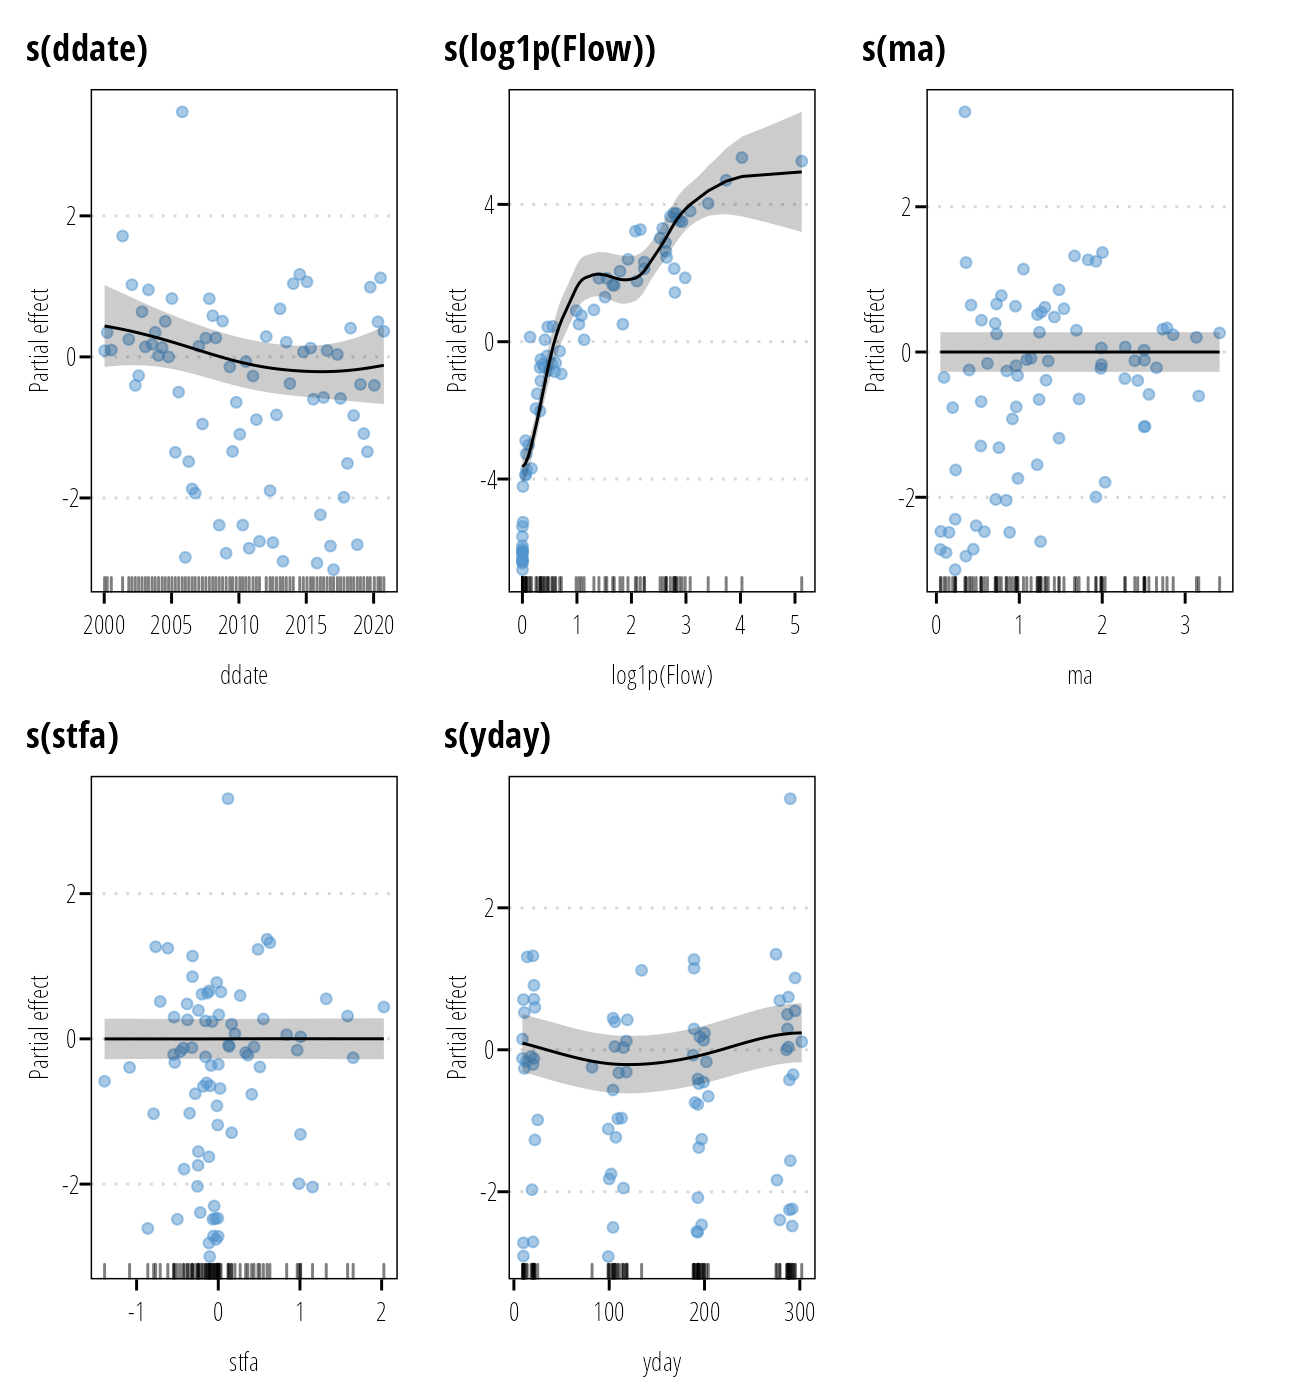 s(ddate)
Partial effect
2
0
-2
2000 2005 2010 2015 2020
ddate
s(log1p(Flow))
Partial effect
4
0
-4
0 1 2 3 4 5
log1p(Flow)
s(ma)
Partial effect
2
0
-2
0 1 2 3
ma
s(stfa)
Partial effect
2
0
-2
-1 0 1 2
stfa
s(yday)
Partial effect
2
0
-2
0 100 200 300
yday